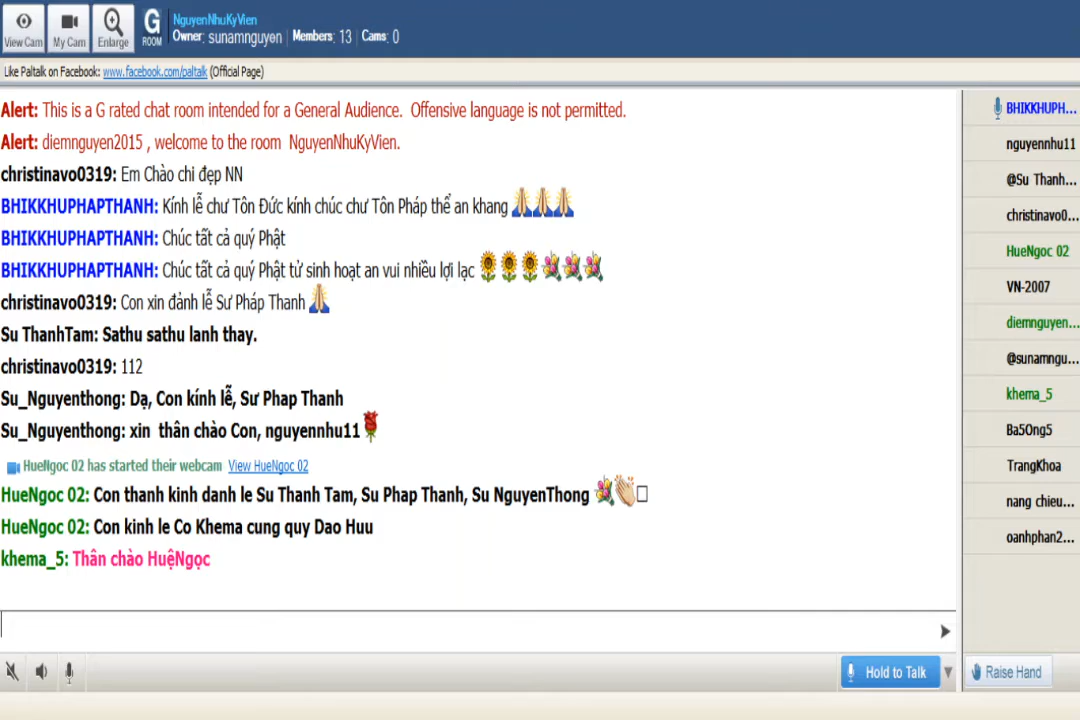 View Cam
My Cam
Enlarge
G
ROOM
NguyenNhuKyVien
Owner: sunamnguyen Members: 13 Cams: 0
Like Paltalk on Facebook: www.facebook.com/paltalk (Official Page)
Alert: This is a G rated chat room intended for a General Audience. Offensive language is not permitted.
Alert: diemnguyen2015 , welcome to the room NguyenNhuKyVien.
christinavo0319: Em Chào chi đẹp NN
BHIKKHUPHAPTHANH: Kính lễ chư Tôn Đức kính chúc chư Tôn Pháp thể an khang 🙏🙏🙏
BHIKKHUPHAPTHANH: Chúc tất cả quý Phật
BHIKKHUPHAPTHANH: Chúc tất cả quý Phật tử sinh hoạt an vui nhiều lợi lạc 🌻🌻🌻💐💐💐
christinavo0319: Con xin đảnh lễ Sư Pháp Thanh 🙏
Su ThanhTam: Sathu sathu lanh thay.
christinavo0319: 112
Su_Nguyenthong: Dạ, Con kính lễ, Sư Phap Thanh
Su_Nguyenthong: xin thân chào Con, nguyennhu11🌹
HueNgoc 02 has started their webcam View HueNgoc 02
HueNgoc 02: Con thanh kinh danh le Su Thanh Tam, Su Phap Thanh, Su NguyenThong 💐👏
HueNgoc 02: Con kinh le Co Khema cung quy Dao Huu
khema_5: Thân chào HuệNgọc
BHIKKHUPH...
nguyennhu11
@Su Thanh...
christinavo0...
HueNgoc 02
VN-2007
diemnguyen...
@sunamngu...
khema_5
Ba5Ong5
TrangKhoa
nang chieu...
oanhphan2...
Hold to Talk
Raise Hand